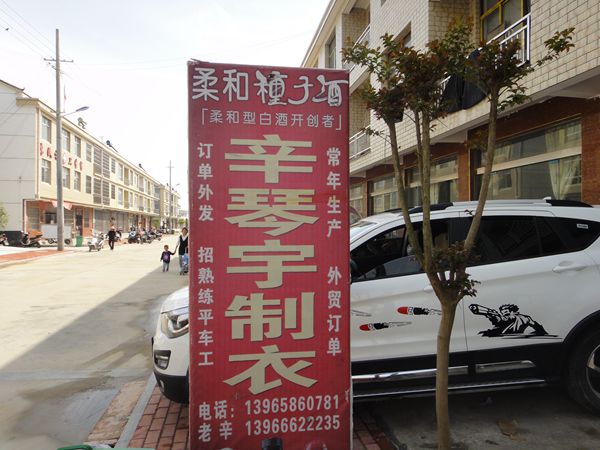 柔和種子酒
「柔和型白酒开创者」
常年生产 外贸订单
辛琴宇制衣
订单外发 招熟练平车工
电话：13965860781
老辛 13966622235